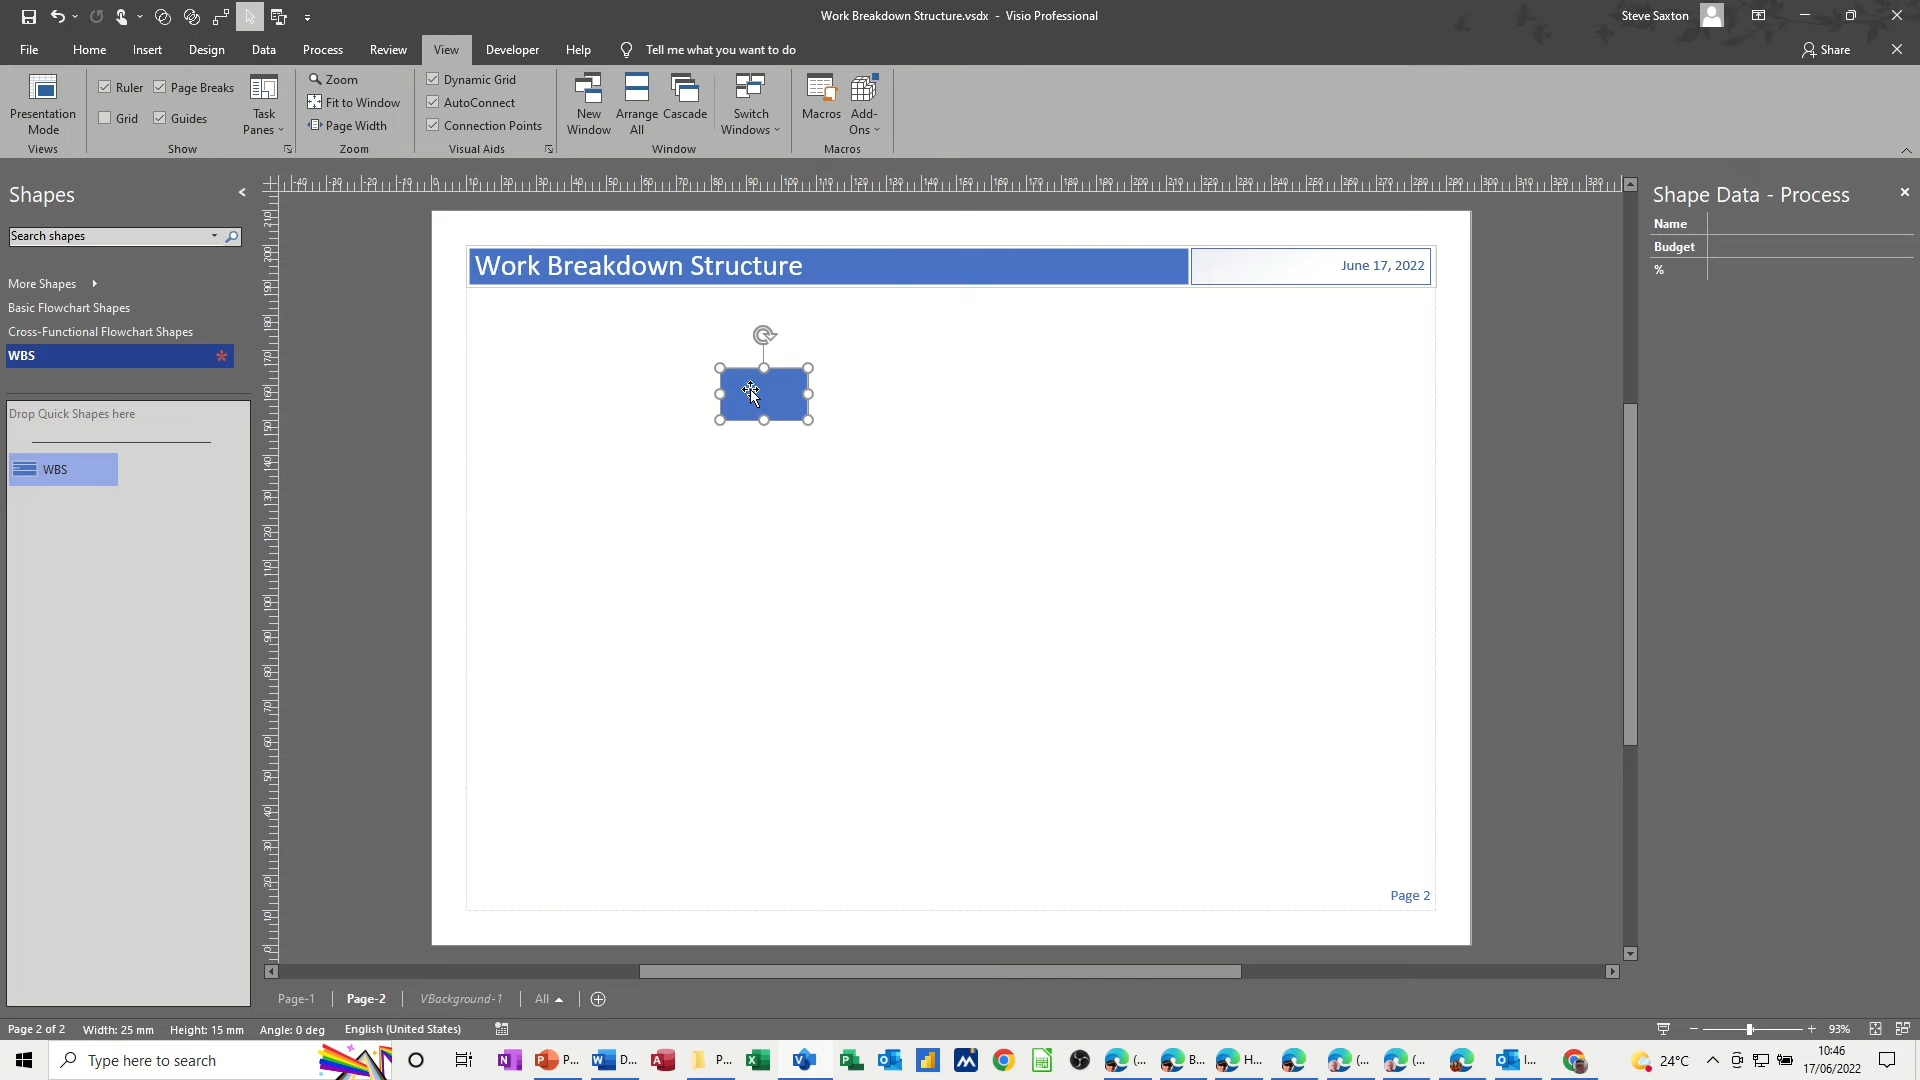 Work Breakdown Structure.vsdx - Visio Professional
Steve Saxton
File Home Insert Design Data Process Review View Developer Help Tell me what you want to do
Share
Presentation Mode
Views
Ruler Page Breaks
Grid Guides
Task Panes
Show
Zoom
Fit to Window
Page Width
Zoom
Dynamic Grid
AutoConnect
Connection Points
Visual Aids
New Window
Arrange All
Cascade
Switch Windows
Window
Macros
Add-Ons
Macros
Shapes
Search shapes
More Shapes
Basic Flowchart Shapes
Cross-Functional Flowchart Shapes
WBS
Drop Quick Shapes here
WBS
Work Breakdown Structure
June 17, 2022
Page 2
Shape Data - Process
Name
Budget
%
Page-1 Page-2 VBackground-1 All
Page 2 of 2 Width: 25 mm Height: 15 mm Angle: 0 deg English (United States)
93%
Type here to search
P...
D...
P...
(...
B...
H...
(...
(...
I...
24°C
10:46
17/06/2022